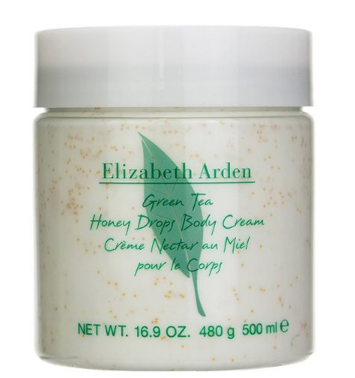 Elizabeth Arden
Green Tea
Honey Drops Body Cream
Crème Nectar au Miel
pour le Corps
NET WT. 16.9 OZ. 480 g 500 ml ℮